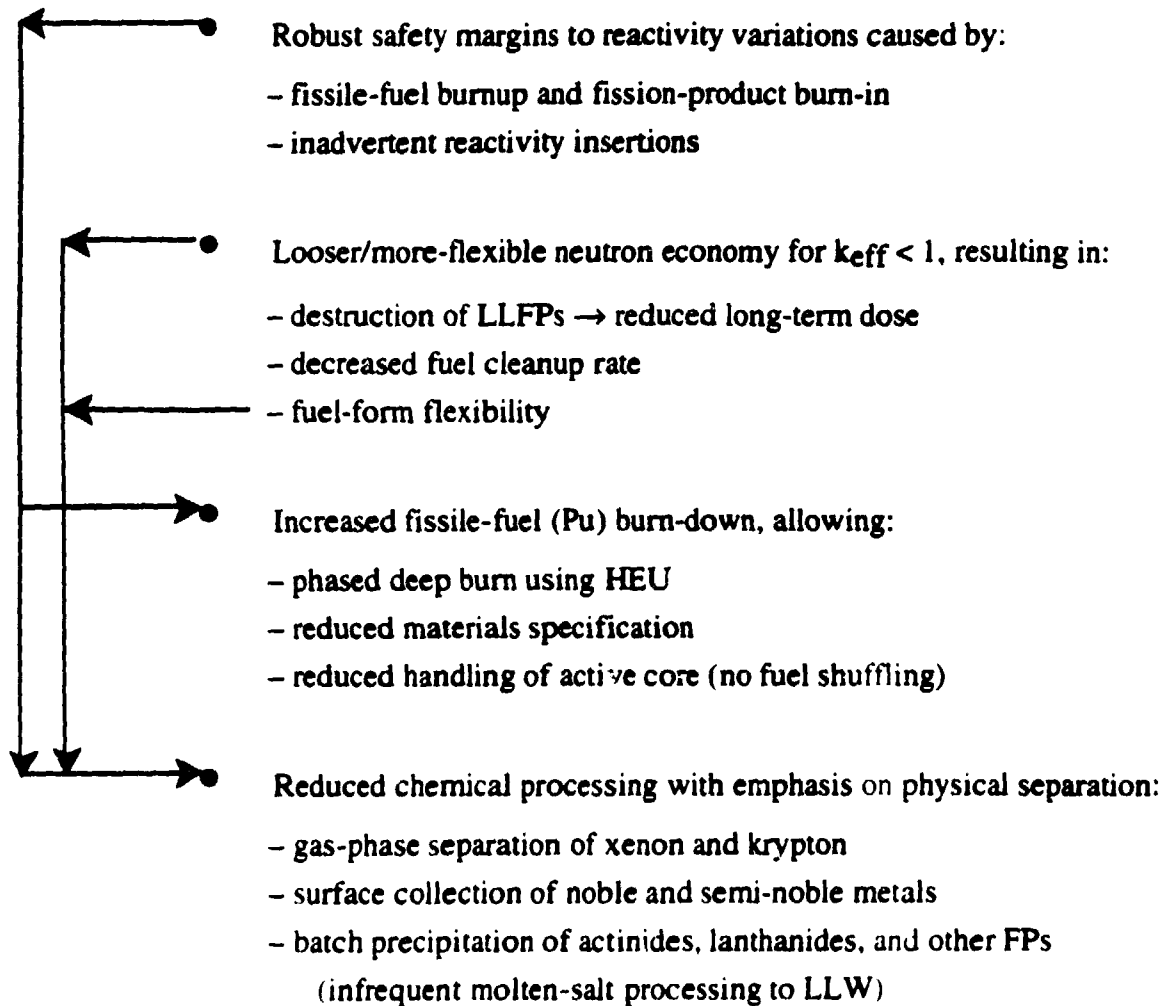 ● Robust safety margins to reactivity variations caused by:
– fissile-fuel burnup and fission-product burn-in
– inadvertent reactivity insertions
● Looser/more-flexible neutron economy for keff < 1, resulting in:
– destruction of LLFPs → reduced long-term dose
– decreased fuel cleanup rate
– fuel-form flexibility
● Increased fissile-fuel (Pu) burn-down, allowing:
– phased deep burn using HEU
– reduced materials specification
– reduced handling of active core (no fuel shuffling)
● Reduced chemical processing with emphasis on physical separation:
– gas-phase separation of xenon and krypton
– surface collection of noble and semi-noble metals
– batch precipitation of actinides, lanthanides, and other FPs
(infrequent molten-salt processing to LLW)